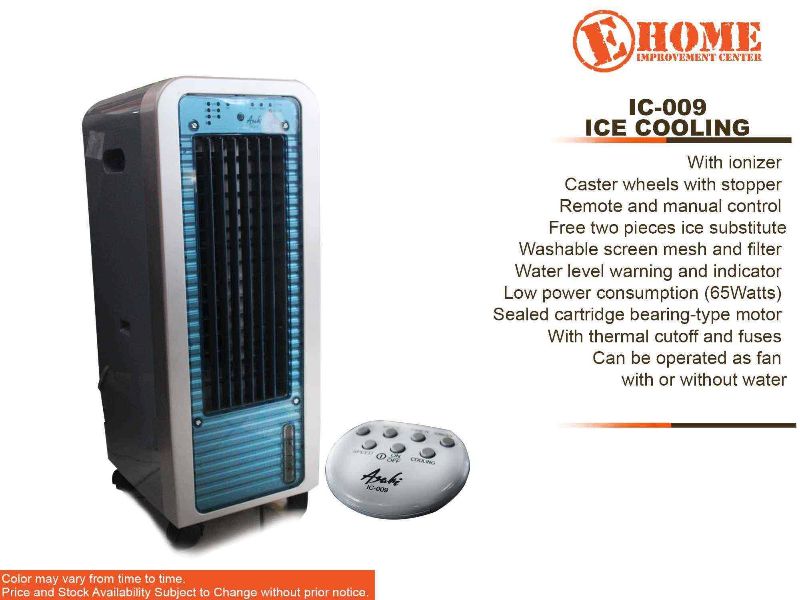 E HOME
IMPROVEMENT CENTER
IC-009
ICE COOLING
With ionizer
Caster wheels with stopper
Remote and manual control
Free two pieces ice substitute
Washable screen mesh and filter
Water level warning and indicator
Low power consumption (65Watts)
Sealed cartridge bearing-type motor
With thermal cutoff and fuses
Can be operated as fan
with or without water
Asahi
SPEED
ON
OFF
COOLING
Asahi
IC-009
Color may vary from time to time.
Price and Stock Availability Subject to Change without prior notice.